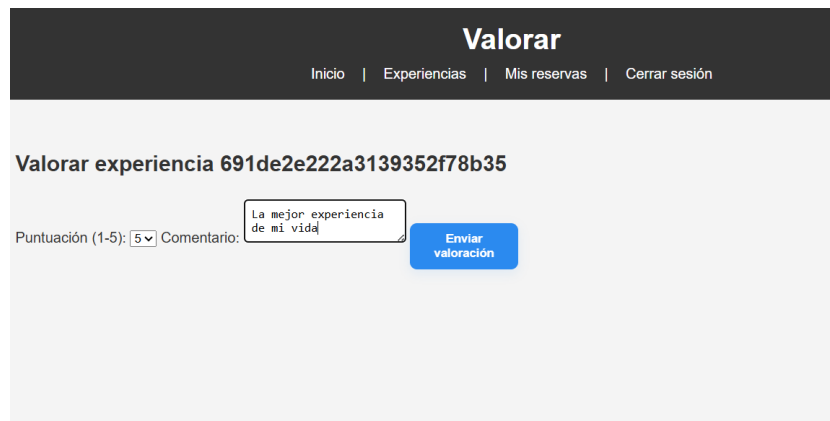 Valorar
Inicio | Experiencias | Mis reservas | Cerrar sesión
Valorar experiencia 691de2e222a3139352f78b35
Puntuación (1-5): 5 Comentario:
La mejor experiencia
de mi vida
Enviar
valoración